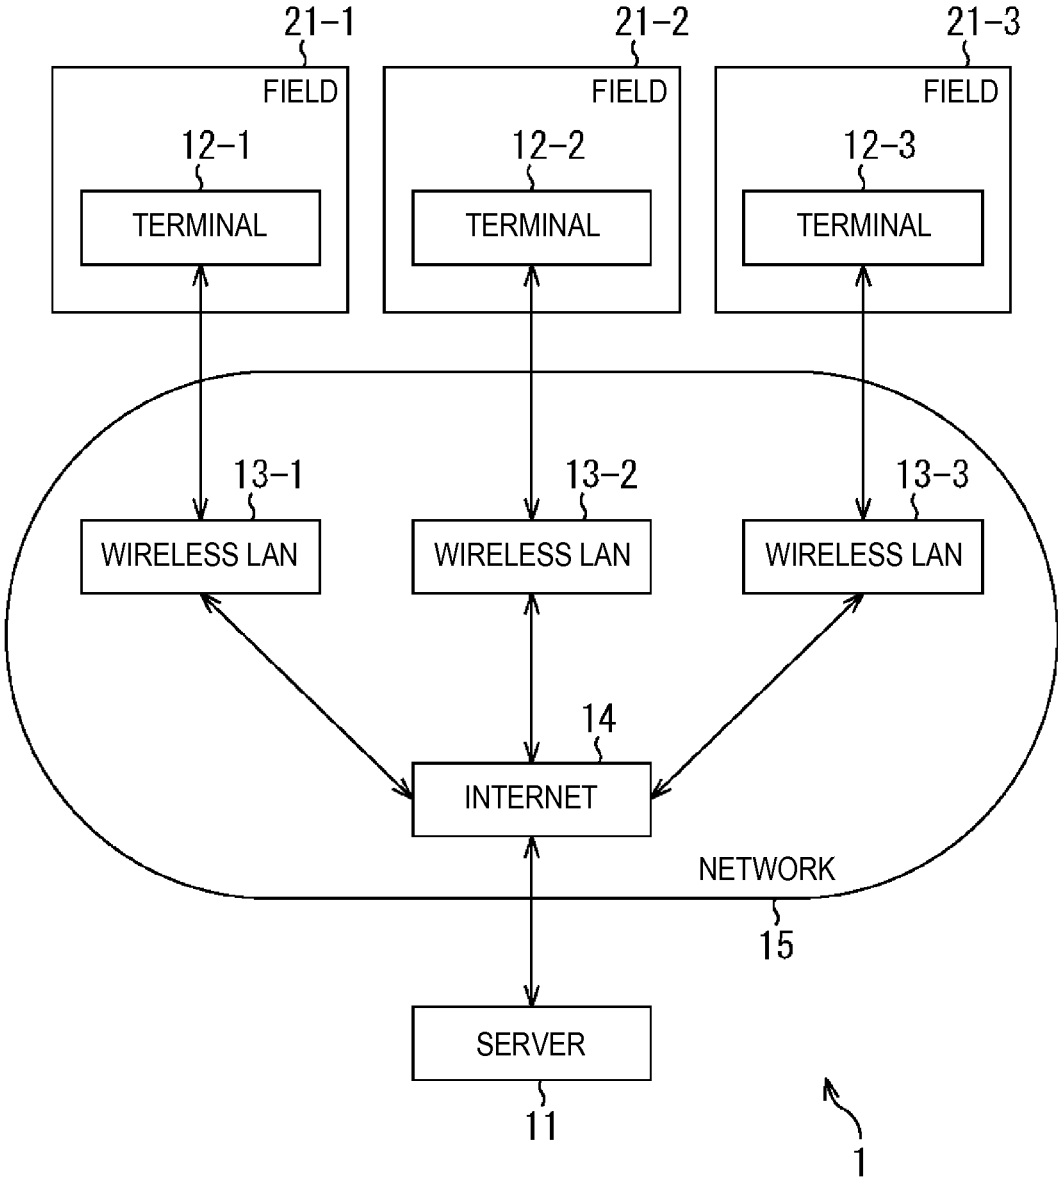 21-1
21-2
21-3
FIELD
FIELD
FIELD
12-1
12-2
12-3
TERMINAL
TERMINAL
TERMINAL
13-1
13-2
13-3
WIRELESS LAN
WIRELESS LAN
WIRELESS LAN
14
INTERNET
NETWORK
15
SERVER
11
1